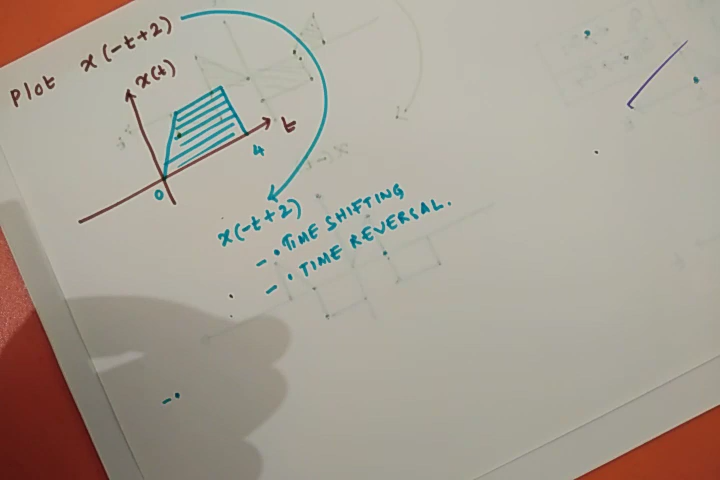 Plot x(-t+2)
x(t)
t
4
0
x(-t+2)
- • TIME SHIFTING
- • TIME REVERSAL.
- •